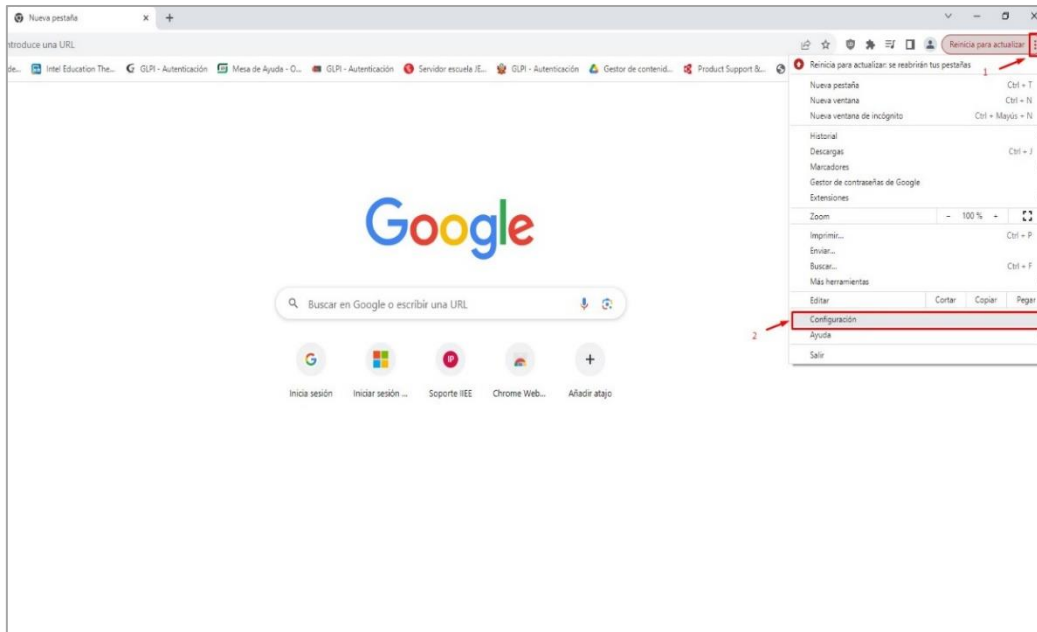 Nueva pestaña
ntroduce una URL
Reinicia para actualizar
de... Intel Education The... GLPI - Autenticación Mesa de Ayuda - O... GLPI - Autenticación Servidor escuela JE... GLPI - Autenticación Gestor de contenid... Product Support &...
Reinicia para actualizar: se reabrirán tus pestañas
1
Nueva pestaña Ctrl + T
Nueva ventana Ctrl + N
Nueva ventana de incógnito Ctrl + Mayús + N
Historial
Descargas Ctrl + J
Marcadores
Gestor de contraseñas de Google
Extensiones
Zoom - 100 % +
Imprimir... Ctrl + P
Enviar...
Buscar... Ctrl + F
Más herramientas
Editar Cortar Copiar Pegar
Configuración
2
Ayuda
Salir
Google
Buscar en Google o escribir una URL
G IP
Inicia sesión Iniciar sesión ... Soporte IIEE Chrome Web... Añadir atajo